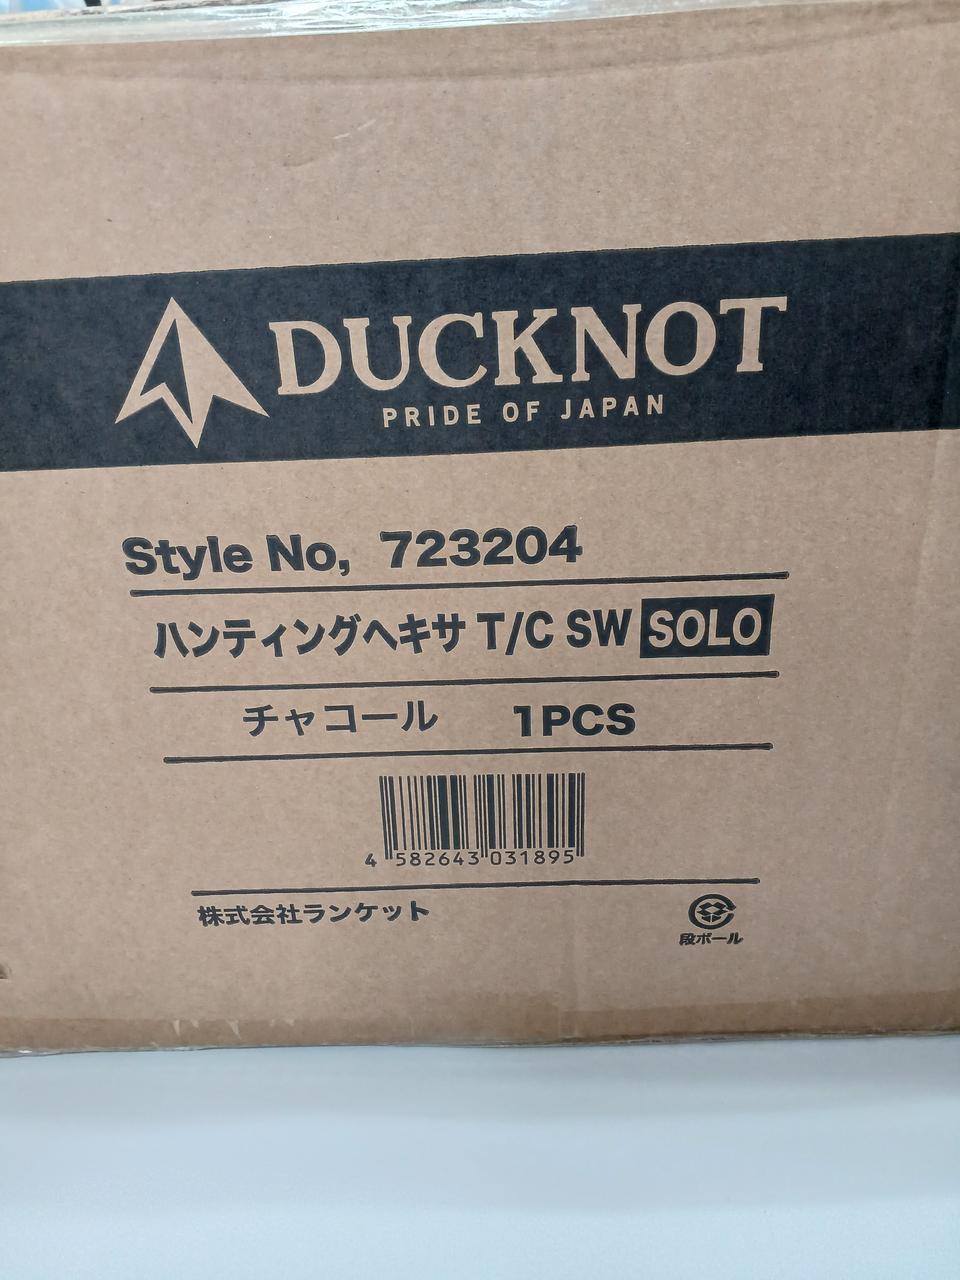 DUCKNOT
PRIDE OF JAPAN
Style No, 723204
ハンティングヘキサ T/C SW SOLO
チャコール 1PCS
4 582643 031895
株式会社ランケット
段ボール